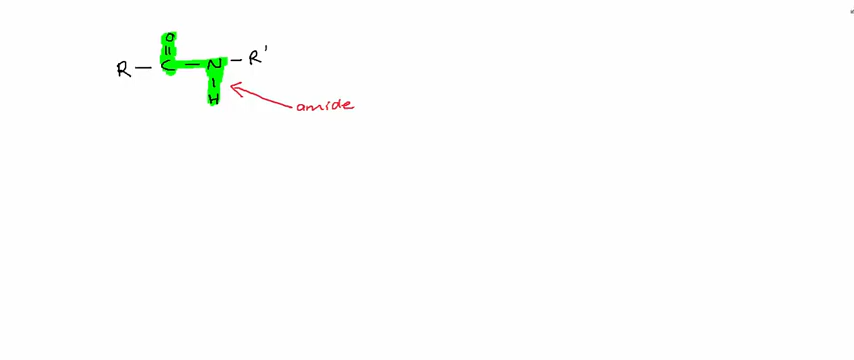 O
||
R — C — N — R'
|
H
amide